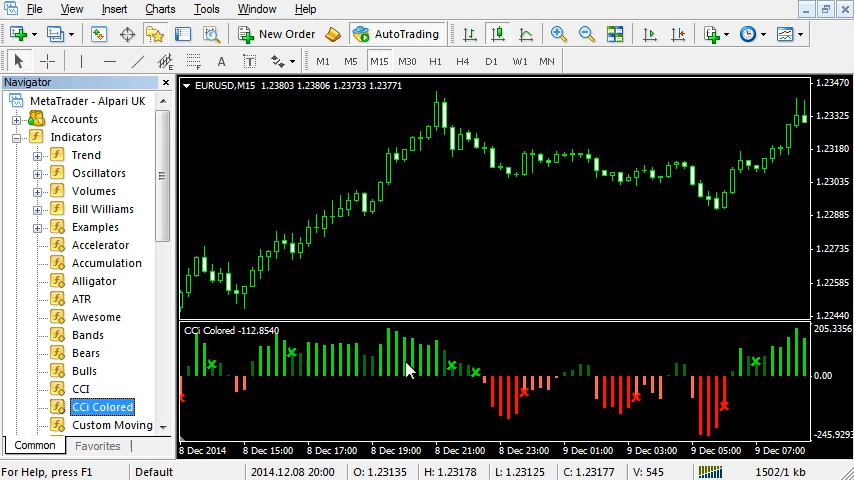 File View Insert Charts Tools Window Help
New Order AutoTrading
A T M1 M5 M15 M30 H1 H4 D1 W1 MN
Navigator
MetaTrader - Alpari UK
Accounts
Indicators
Trend
Oscillators
Volumes
Bill Williams
Examples
Accelerator
Accumulation
Alligator
ATR
Awesome
Bands
Bears
Bulls
CCI
CCi Colored
Custom Moving
Common Favorites
EURUSD,M15 1.23803 1.23806 1.23733 1.23771
1.23470
1.23325
1.23180
1.23035
1.22885
1.22735
1.22585
1.22440
CCi Colored -112.8540
205.3356
0.00
-245.9293
8 Dec 2014 8 Dec 15:00 8 Dec 17:00 8 Dec 19:00 8 Dec 21:00 8 Dec 23:00 9 Dec 01:00 9 Dec 03:00 9 Dec 05:00 9 Dec 07:00
For Help, press F1 Default 2014.12.08 20:00 O: 1.23135 H: 1.23178 L: 1.23125 C: 1.23177 V: 545 1502/1 kb